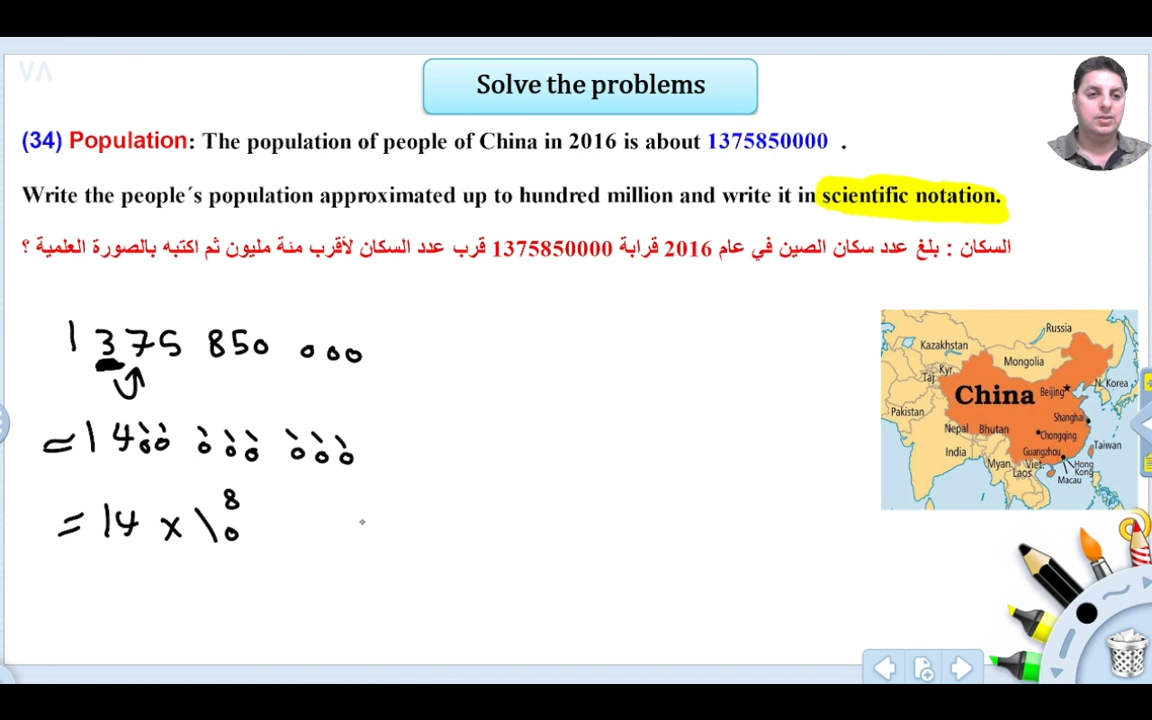 Solve the problems
(34) Population: The population of people of China in 2016 is about 1375850000 .
Write the people´s population approximated up to hundred million and write it in scientific notation.
السكان : بلغ عدد سكان الصين في عام 2016 قرابة 1375850000 قرب عدد السكان لأقرب مئة مليون ثم اكتبه بالصورة العلمية ؟
1 375 850 000
= 1 400 000 000
= 14 x 10^8
Russia
Kazakhstan
Mongolia
Kyr.
Taj.
N. Korea
Beijing
China
Pakistan
Shanghai
Nepal Bhutan
Chongqing
Taiwan
India
Guangzhou
Myan.
Viet.
Hong Kong
Laos
Macau